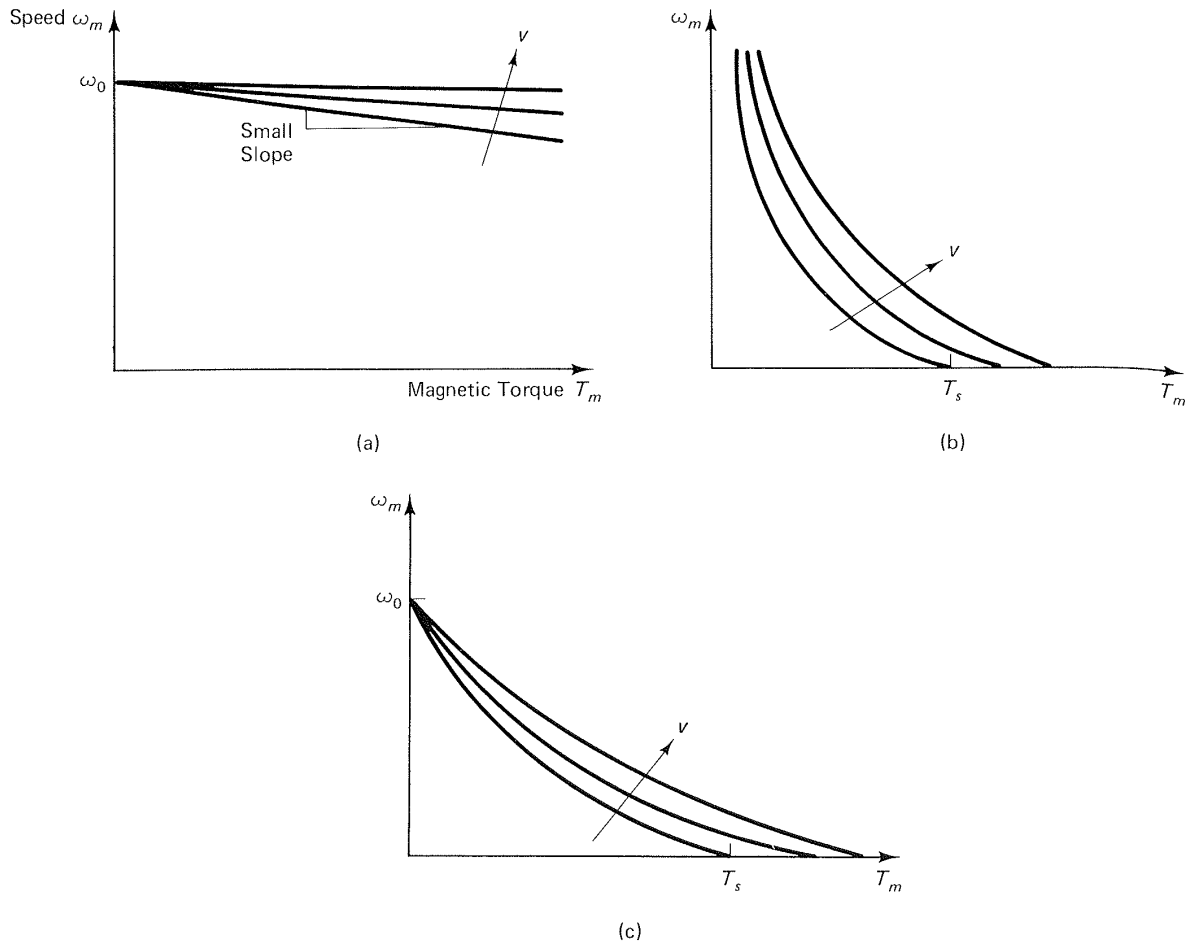 Speed ω_m
ω_0
Small
Slope
v
Magnetic Torque T_m
(a)
ω_m
v
T_s
T_m
(b)
ω_m
ω_0
v
T_s
T_m
(c)